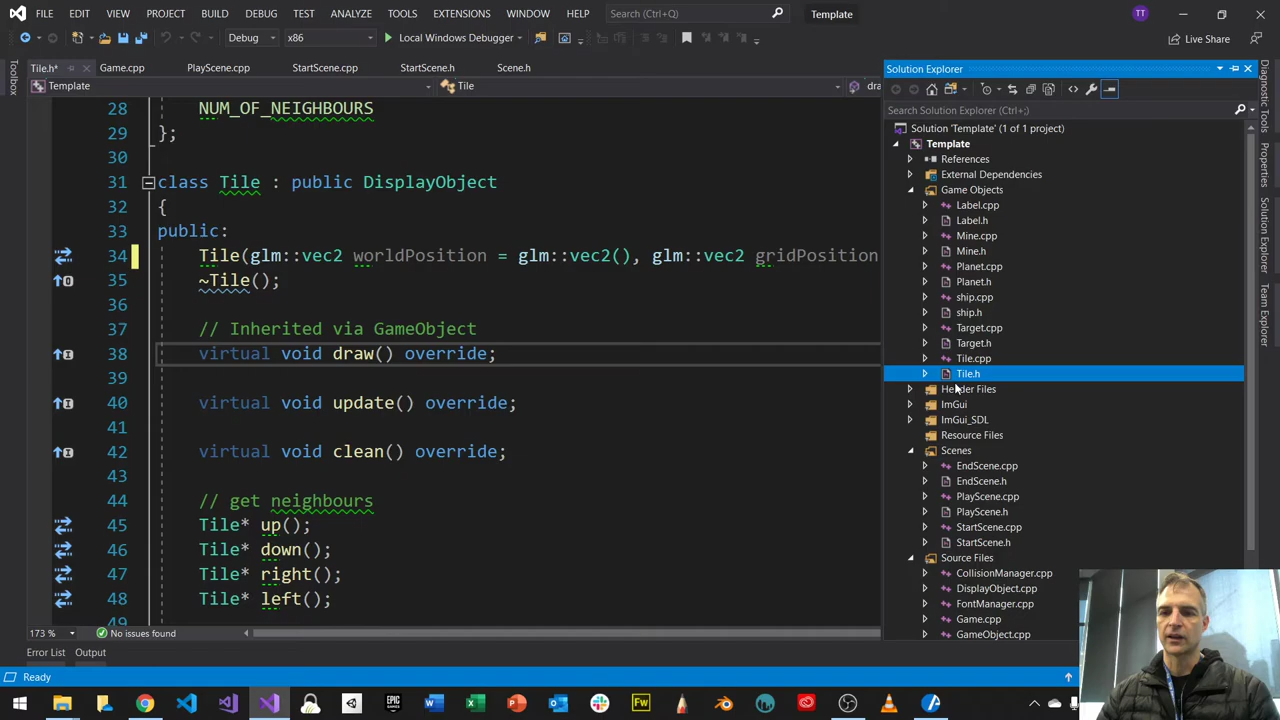 FILE EDIT VIEW PROJECT BUILD DEBUG TEST ANALYZE TOOLS EXTENSIONS WINDOW HELP Search (Ctrl+Q) Template TT
Debug x86 Local Windows Debugger Live Share
Tile.h* Game.cpp PlayScene.cpp StartScene.cpp StartScene.h Scene.h
Template Tile dra
Toolbox
28 NUM_OF_NEIGHBOURS
29 };
30
31 class Tile : public DisplayObject
32 {
33 public:
34 Tile(glm::vec2 worldPosition = glm::vec2(), glm::vec2 gridPosition
35 ~Tile();
36
37 // Inherited via GameObject
38 virtual void draw() override;
39
40 virtual void update() override;
41
42 virtual void clean() override;
43
44 // get neighbours
45 Tile* up();
46 Tile* down();
47 Tile* right();
48 Tile* left();
49
173 % No issues found
Error List Output
Ready
Solution Explorer
Search Solution Explorer (Ctrl+;)
Solution 'Template' (1 of 1 project)
Template
References
External Dependencies
Game Objects
Label.cpp
Label.h
Mine.cpp
Mine.h
Planet.cpp
Planet.h
ship.cpp
ship.h
Target.cpp
Target.h
Tile.cpp
Tile.h
Header Files
ImGui
ImGui_SDL
Resource Files
Scenes
EndScene.cpp
EndScene.h
PlayScene.cpp
PlayScene.h
StartScene.cpp
StartScene.h
Source Files
CollisionManager.cpp
DisplayObject.cpp
FontManager.cpp
Game.cpp
GameObject.cpp
Diagnostic Tools
Properties
Solution Explorer
Team Explorer
Fw